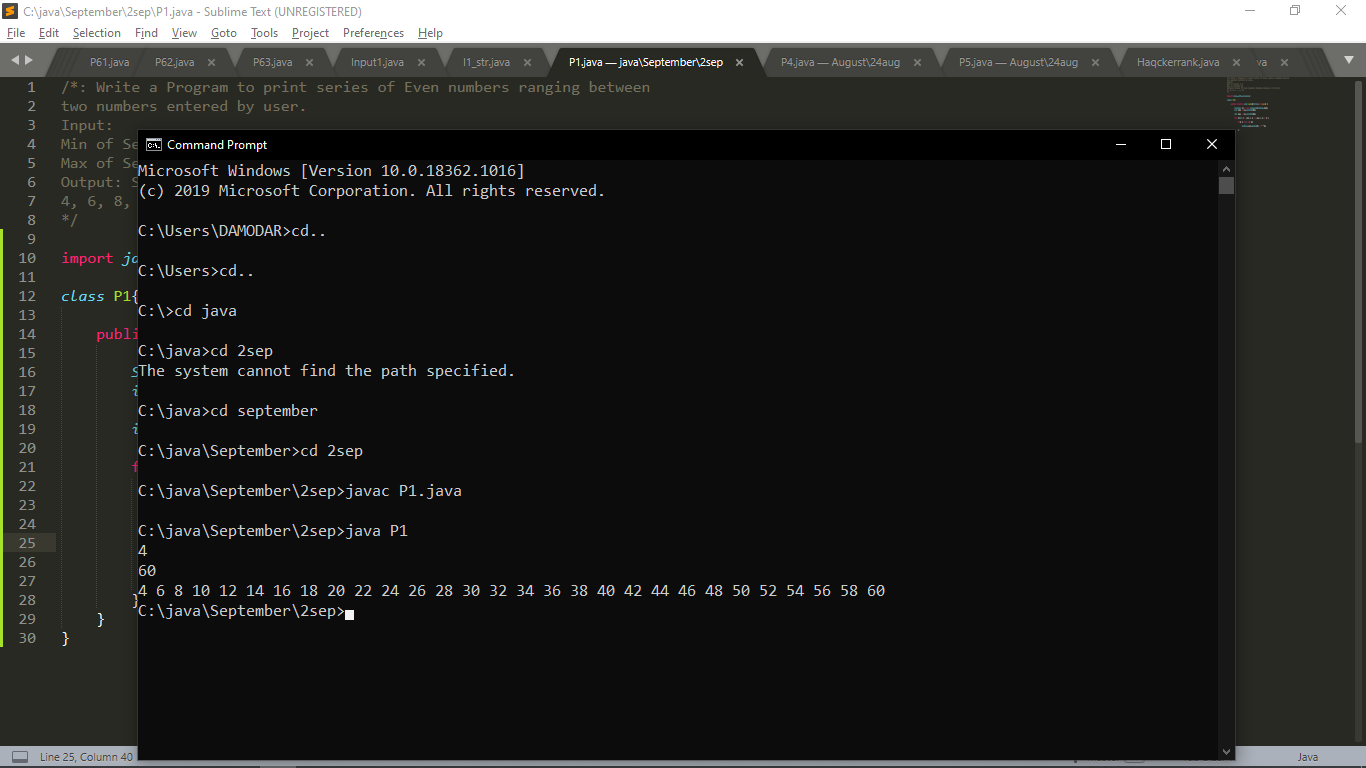 C:\java\September\2sep\P1.java - Sublime Text (UNREGISTERED)
File Edit Selection Find View Goto Tools Project Preferences Help
P61.java P62.java P63.java Input1.java I1_str.java P1.java — java\September\2sep P4.java — August\24aug P5.java — August\24aug Haqckerrank.java va
1 /*: Write a Program to print series of Even numbers ranging between
2 two numbers entered by user.
3 Input:
4 Min of Se
5 Max of Se
6 Output: S
7 4, 6, 8,
8 */
9
10 import ja
11
12 class P1{
13
14 publi
15
16 S
17 i
18
19 i
20
21 f
22
23
24
25
26
27
28 }
29 }
30 }
Command Prompt
Microsoft Windows [Version 10.0.18362.1016]
(c) 2019 Microsoft Corporation. All rights reserved.
C:\Users\DAMODAR>cd..
C:\Users>cd..
C:\>cd java
C:\java>cd 2sep
The system cannot find the path specified.
C:\java>cd september
C:\java\September>cd 2sep
C:\java\September\2sep>javac P1.java
C:\java\September\2sep>java P1
4
60
4 6 8 10 12 14 16 18 20 22 24 26 28 30 32 34 36 38 40 42 44 46 48 50 52 54 56 58 60
C:\java\September\2sep>
Line 25, Column 40
Java